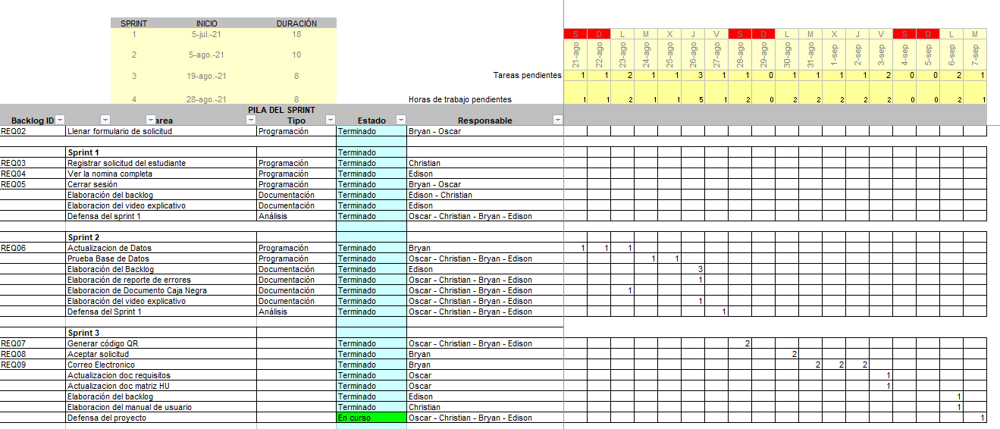 SPRINT INICIO DURACIÓN
1 5-jul.-21 18
S D L M X J V S D L M X J V S D L M
2 5-ago.-21 10
21-ago 22-ago 23-ago 24-ago 25-ago 26-ago 27-ago 28-ago 29-ago 30-ago 31-ago 1-sep 2-sep 3-sep 4-sep 5-sep 6-sep 7-sep
3 19-ago.-21 8 Tareas pendientes 1 1 2 1 1 3 1 1 0 1 1 1 1 2 0 0 2 1
4 28-ago.-21 8 Horas de trabajo pendientes 1 1 2 1 1 5 1 2 0 2 2 2 2 2 0 0 2 1
PILA DEL SPRINT
Backlog ID area Tipo Estado Responsable
REQ02 Llenar formulario de solicitud Programación Terminado Bryan - Oscar
Sprint 1 Terminado
REQ03 Registrar solicitud del estudiante Programación Terminado Christian
REQ04 Ver la nomina completa Programación Terminado Edison
REQ05 Cerrar sesión Programación Terminado Bryan - Oscar
Elaboración del backlog Documentación Terminado Edison - Christian
Elaboracion del video explicativo Documentación Terminado Edison
Defensa del sprint 1 Análisis Terminado Oscar - Christian - Bryan - Edison
Sprint 2
REQ06 Actualizacion de Datos Programación Terminado Bryan 1 1 1
Prueba Base de Datos Programación Terminado Oscar - Christian - Bryan - Edison 1 1
Elaboración del Backlog Documentación Terminado Edison 3
Elaboración de reporte de errores Documentación Terminado Oscar - Christian - Bryan - Edison 1
Elaboracion de Documento Caja Negra Documentación Terminado Oscar - Christian - Bryan - Edison 1
Elaboración del video explicativo Documentación Terminado Oscar - Christian - Bryan - Edison 1
Defensa del Sprint 1 Análisis Terminado Oscar - Christian - Bryan - Edison 1
Sprint 3
REQ07 Generar código QR Terminado Oscar - Christian - Bryan - Edison 2
REQ08 Aceptar solicitud Terminado Bryan 2
REQ09 Correo Electronico Terminado Bryan 2 2 2
Actualizacion doc requisitos Terminado Oscar 1
Actualizacion doc matriz HU Terminado Oscar 1
Elaboración del backlog Terminado Edison 1
Elaboracion del manual de usuario Terminado Christian 1
Defensa del proyecto En curso Oscar - Christian - Bryan - Edison 1